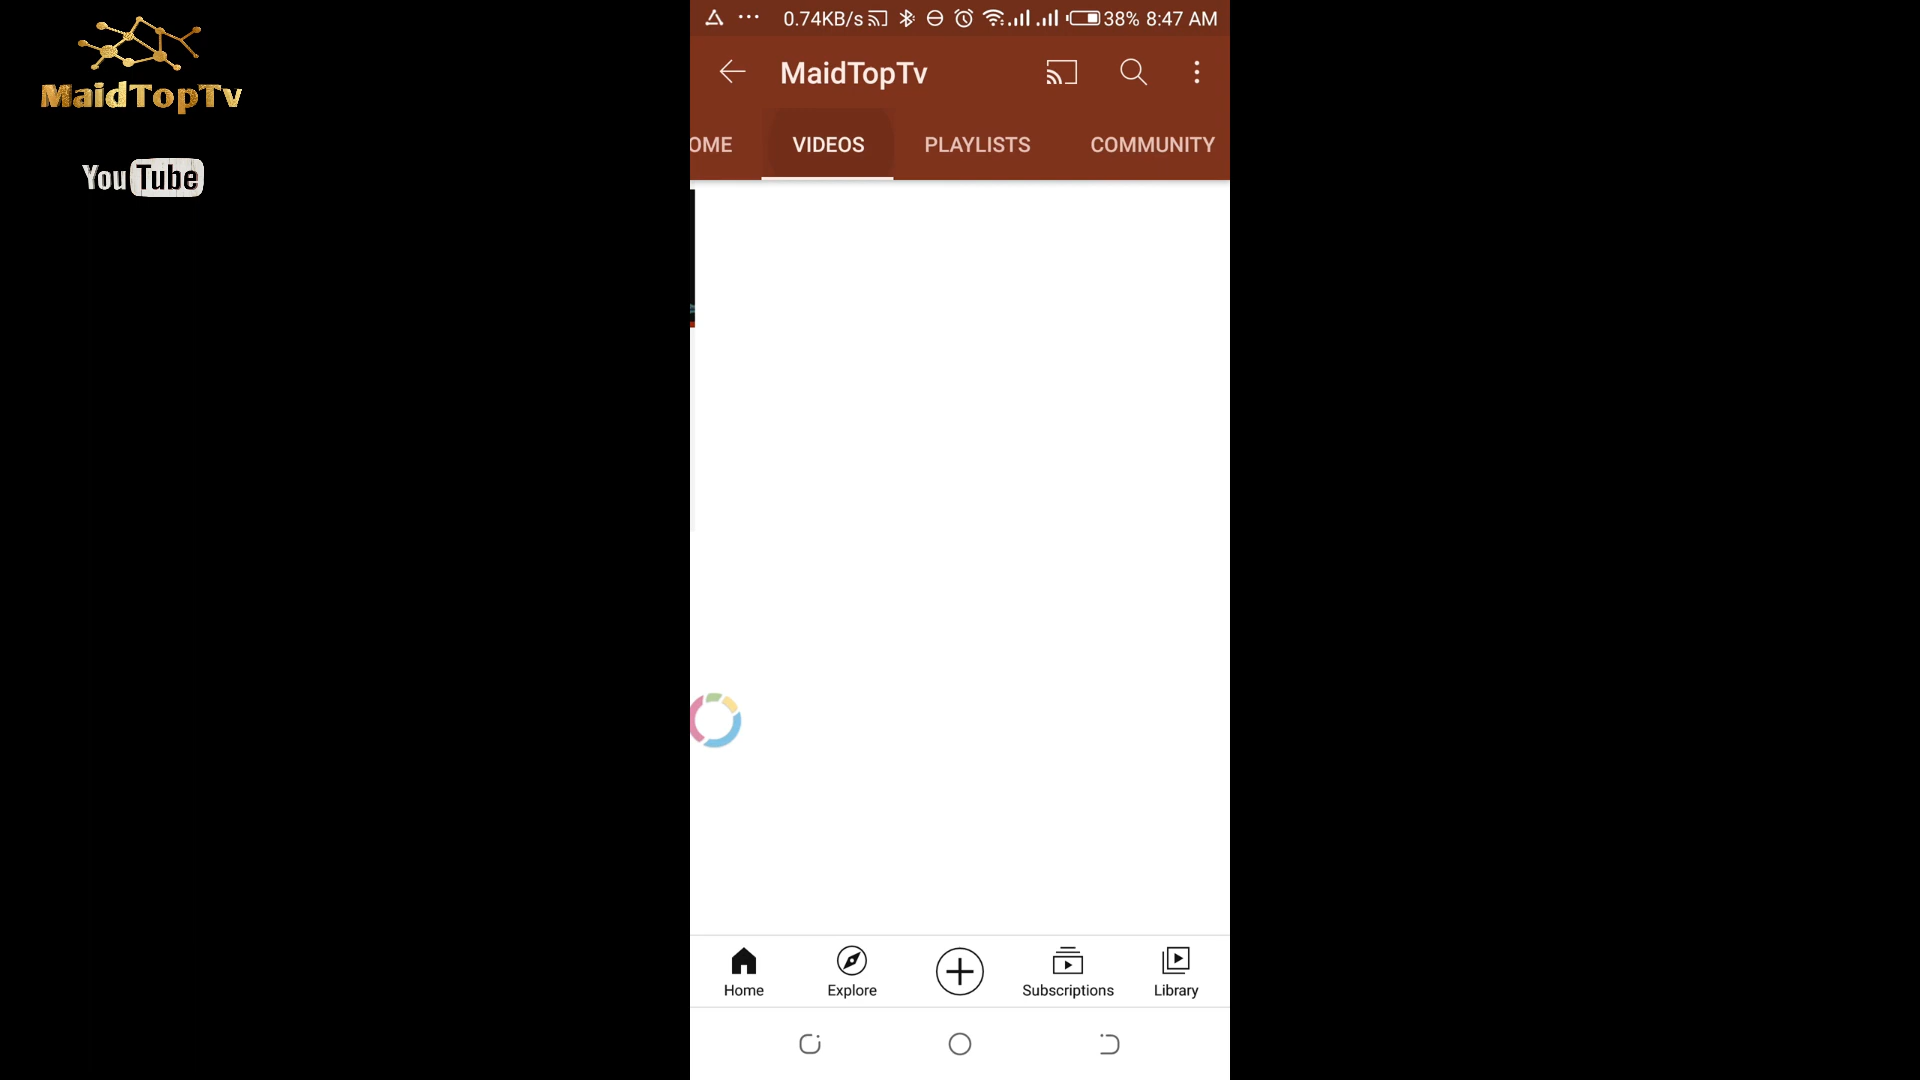 MaidTopTv
YouTube
0.74KB/s 38% 8:47 AM
MaidTopTv
OME VIDEOS PLAYLISTS COMMUNITY
Home Explore Subscriptions Library